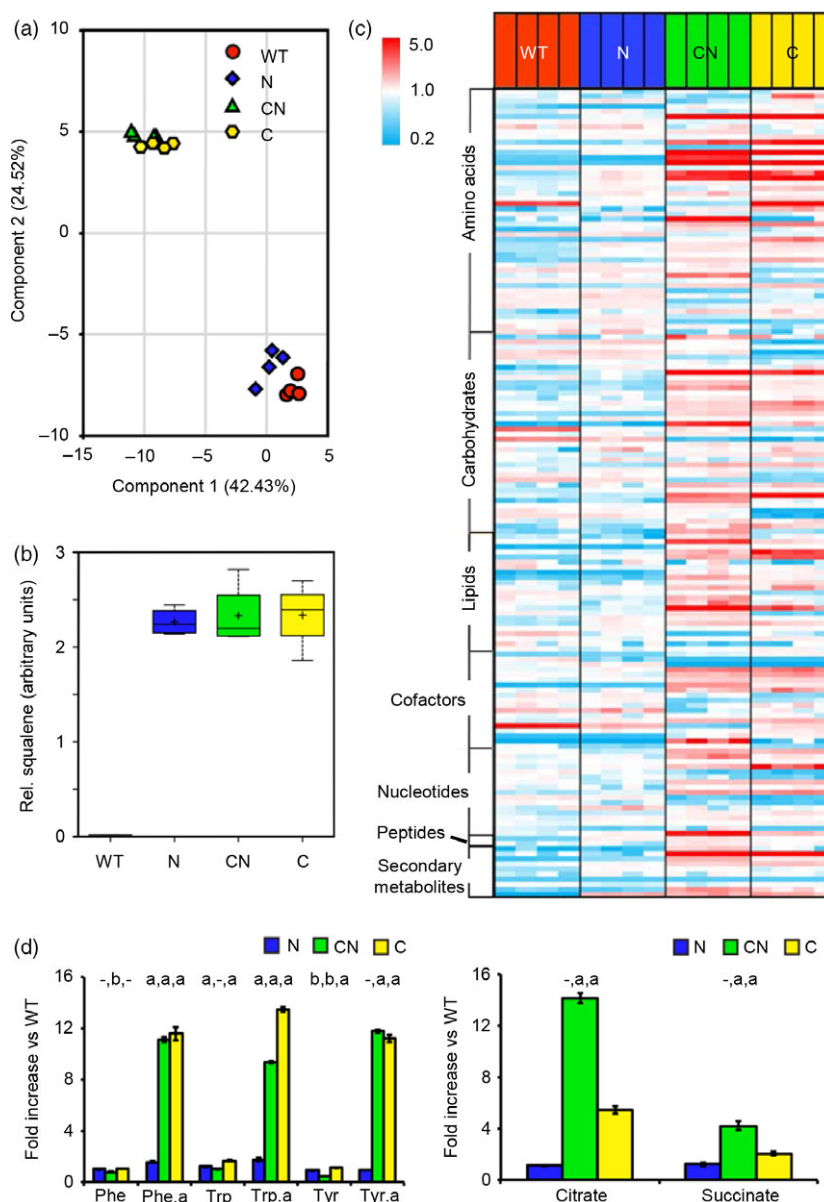 (a)
10
5
0
−5
−10
−15
−10
−5
0
5
Component 2 (24.52%)
Component 1 (42.43%)
WT
N
CN
C
(b)
3
2
1
0
Rel. squalene (arbitrary units)
WT
N
CN
C
(c)
5.0
1.0
0.2
WT
N
CN
C
Amino acids
Carbohydrates
Lipids
Cofactors
Nucleotides
Peptides
Secondary
metabolites
(d)
N CN C
-,b,- a,a,a a,-,a a,a,a b,b,a -,a,a
16
12
8
4
0
Fold increase vs WT
Phe Phe.a Trp Trp.a Tyr Tyr.a
N CN C
-,a,a -,a,a
16
12
8
4
0
Fold increase vs WT
Citrate Succinate